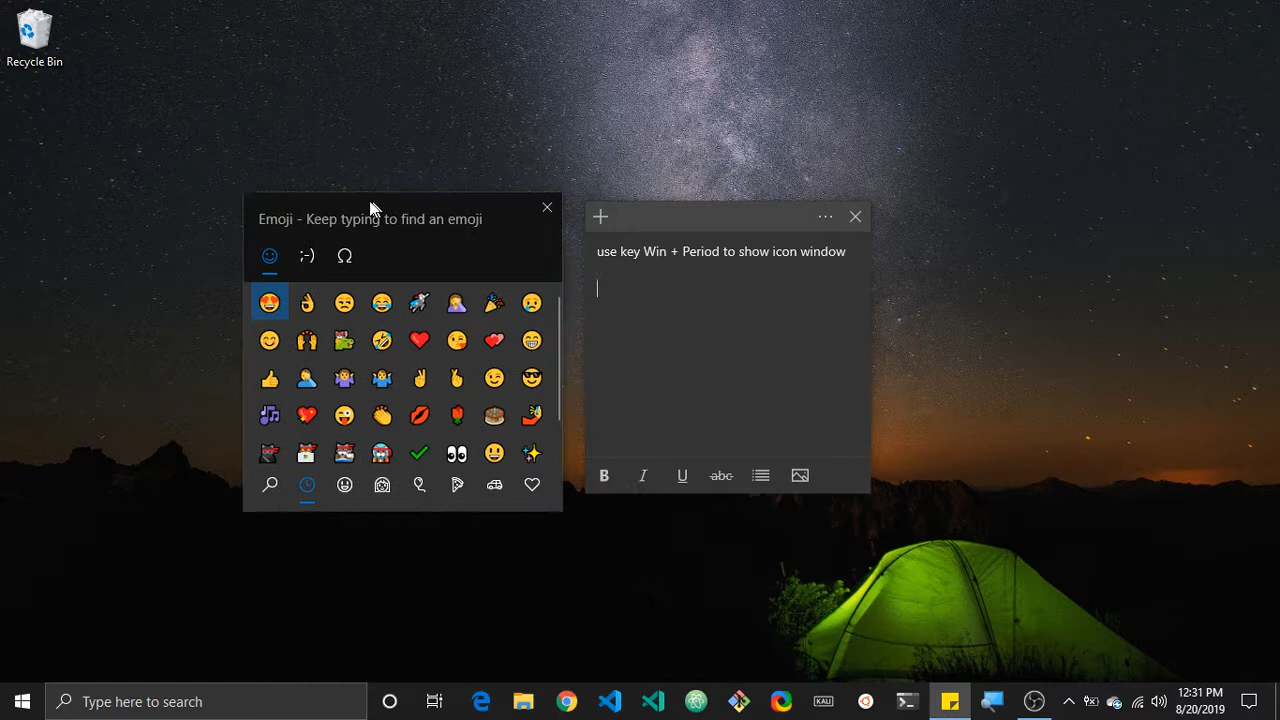 Recycle Bin
Emoji - Keep typing to find an emoji
;-)
Ω
use key Win + Period to show icon window
B I U abc
Type here to search
KALI
12:31 PM
8/20/2019